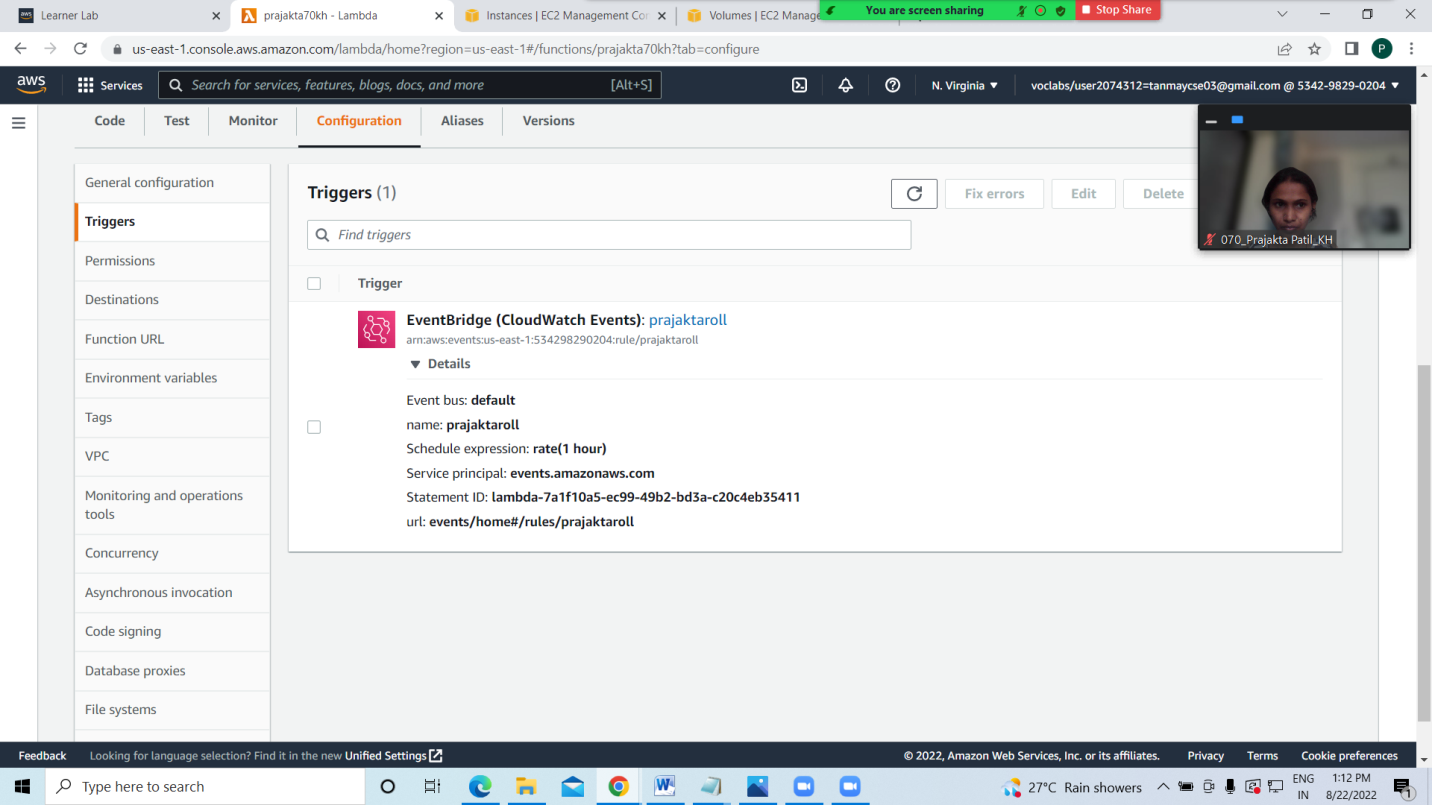 Learner Lab
prajakta70kh - Lambda
Instances | EC2 Management Con
Volumes | EC2 Manage
You are screen sharing
Stop Share
us-east-1.console.aws.amazon.com/lambda/home?region=us-east-1#/functions/prajakta70kh?tab=configure
P
aws
Services
Search for services, features, blogs, docs, and more
[Alt+S]
N. Virginia
voclabs/user2074312=tanmaycse03@gmail.com @ 5342-9829-0204
Code
Test
Monitor
Configuration
Aliases
Versions
070_Prajakta Patil_KH
General configuration
Triggers
Permissions
Destinations
Function URL
Environment variables
Tags
VPC
Monitoring and operations
tools
Concurrency
Asynchronous invocation
Code signing
Database proxies
File systems
Triggers (1)
Fix errors
Edit
Delete
Find triggers
Trigger
EventBridge (CloudWatch Events): prajaktaroll
arn:aws:events:us-east-1:534298290204:rule/prajaktaroll
Details
Event bus: default
name: prajaktaroll
Schedule expression: rate(1 hour)
Service principal: events.amazonaws.com
Statement ID: lambda-7a1f10a5-ec99-49b2-bd3a-c20c4eb35411
url: events/home#/rules/prajaktaroll
Feedback
Looking for language selection? Find it in the new Unified Settings
© 2022, Amazon Web Services, Inc. or its affiliates.
Privacy
Terms
Cookie preferences
Type here to search
27°C Rain showers
ENG
IN
1:12 PM
8/22/2022
1